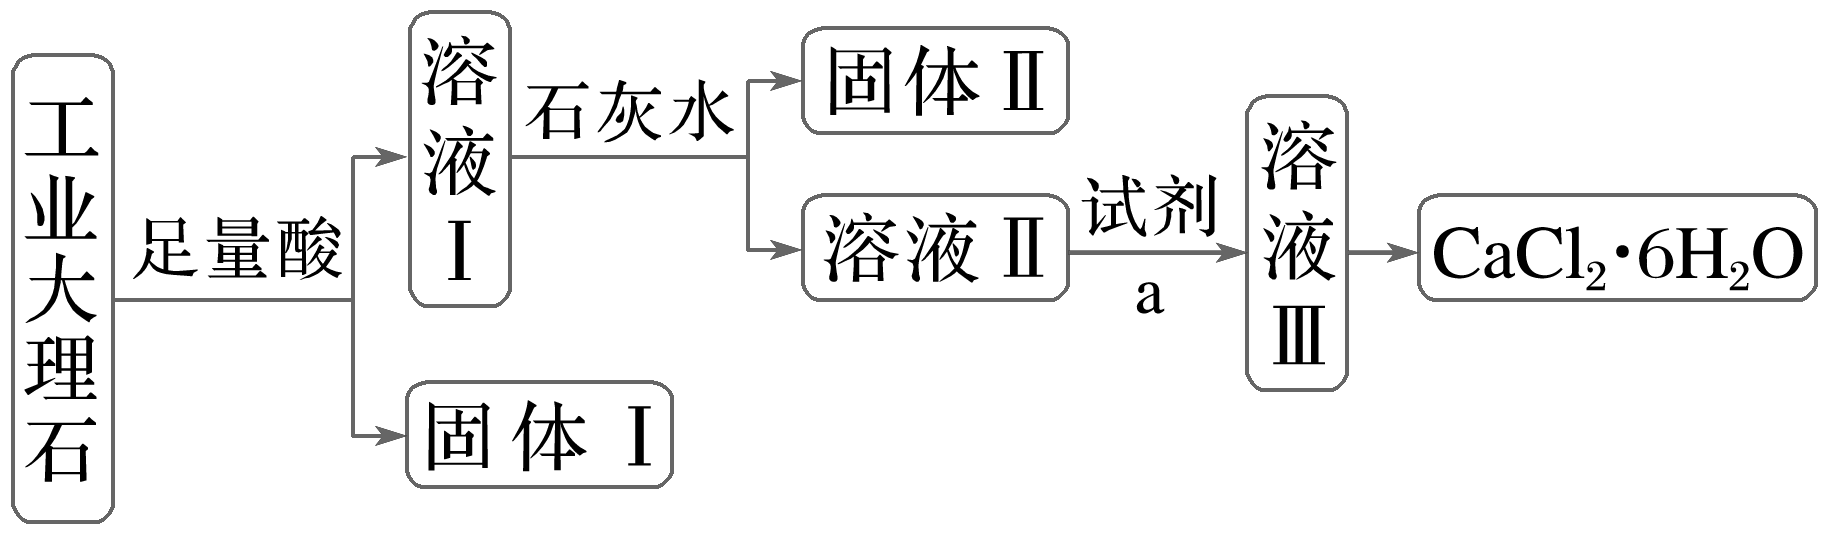 工业大理石
足量酸
溶液Ⅰ
固体Ⅰ
石灰水
固体Ⅱ
溶液Ⅱ
试剂
a
溶液Ⅲ
CaCl₂·6H₂O